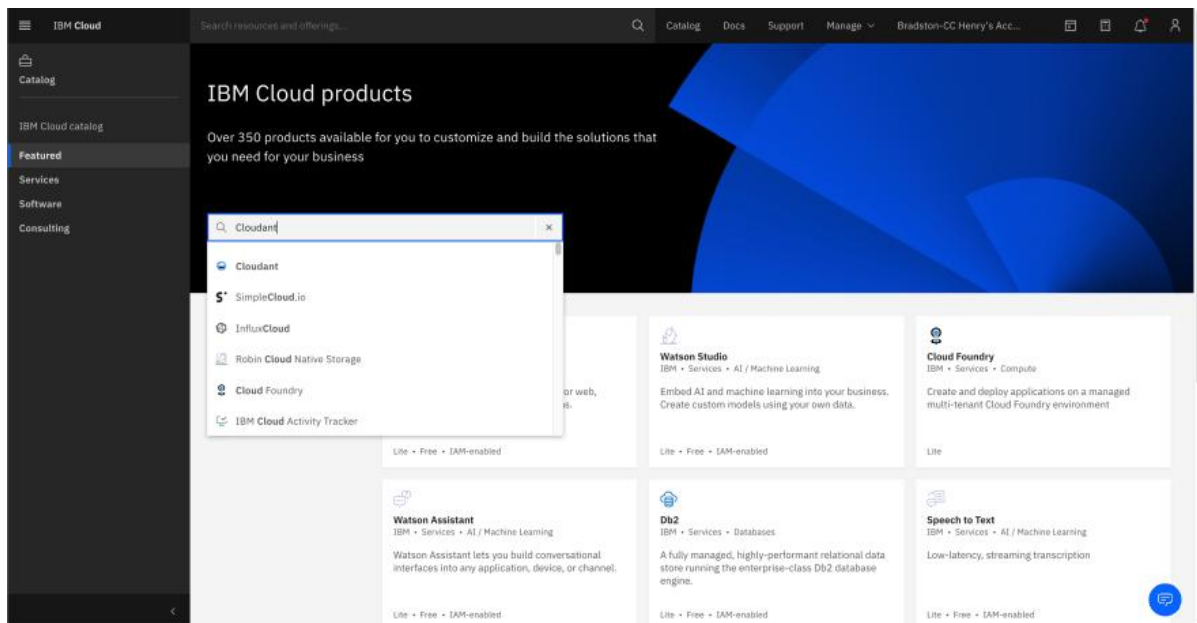 IBM Cloud
Search resources and offerings...
Catalog
Docs
Support
Manage
Bradston-CC Henry's Acc...
Catalog
IBM Cloud catalog
Featured
Services
Software
Consulting
IBM Cloud products
Over 350 products available for you to customize and build the solutions that
you need for your business
Cloudant
Cloudant
SimpleCloud.io
InfluxCloud
Robin Cloud Native Storage
Cloud Foundry
IBM Cloud Activity Tracker
or web,
Lite • Free • IAM-enabled
Watson Studio
IBM • Services • AI / Machine Learning
Embed AI and machine learning into your business.
Create custom models using your own data.
Lite • Free • IAM-enabled
Cloud Foundry
IBM • Services • Compute
Create and deploy applications on a managed
multi-tenant Cloud Foundry environment
Lite
Watson Assistant
IBM • Services • AI / Machine Learning
Watson Assistant lets you build conversational
interfaces into any application, device, or channel.
Lite • Free • IAM-enabled
Db2
IBM • Services • Databases
A fully managed, highly-performant relational data
store running the enterprise-class Db2 database
engine.
Lite • Free • IAM-enabled
Speech to Text
IBM • Services • AI / Machine Learning
Low-latency, streaming transcription
Lite • Free • IAM-enabled